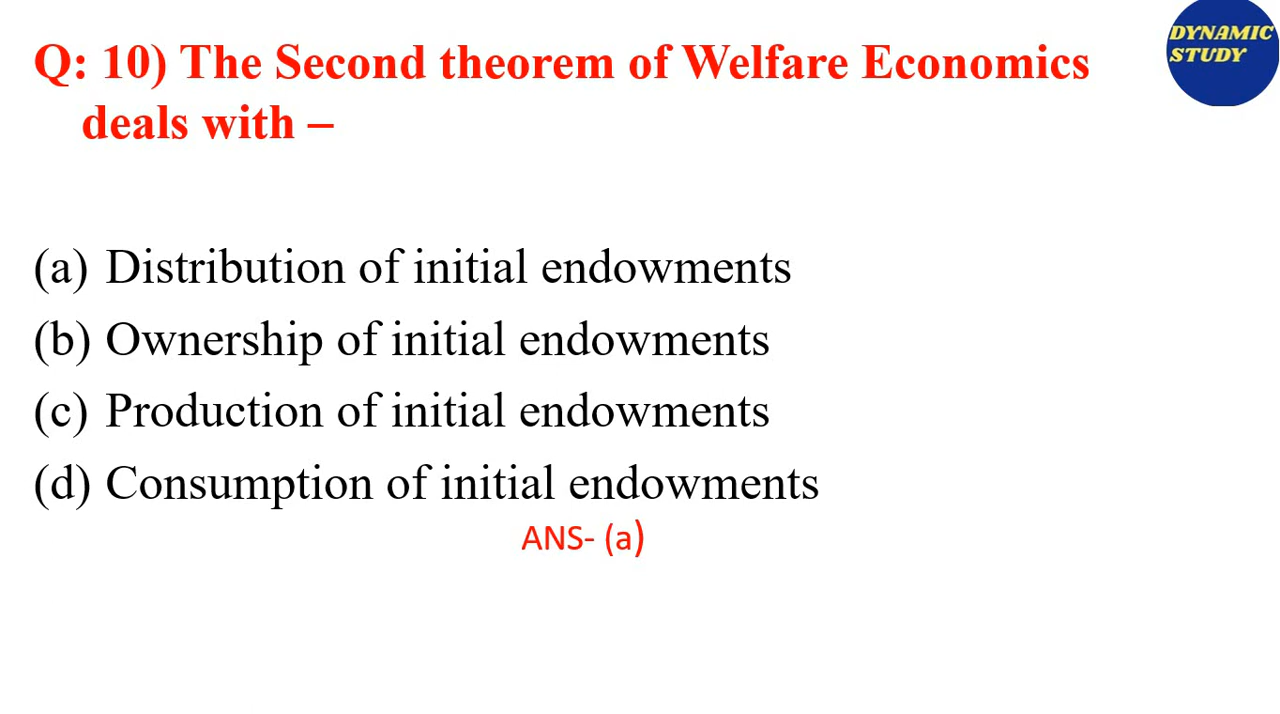 Q: 10) The Second theorem of Welfare Economics
deals with –
DYNAMIC
STUDY
(a) Distribution of initial endowments
(b) Ownership of initial endowments
(c) Production of initial endowments
(d) Consumption of initial endowments
ANS- (a)